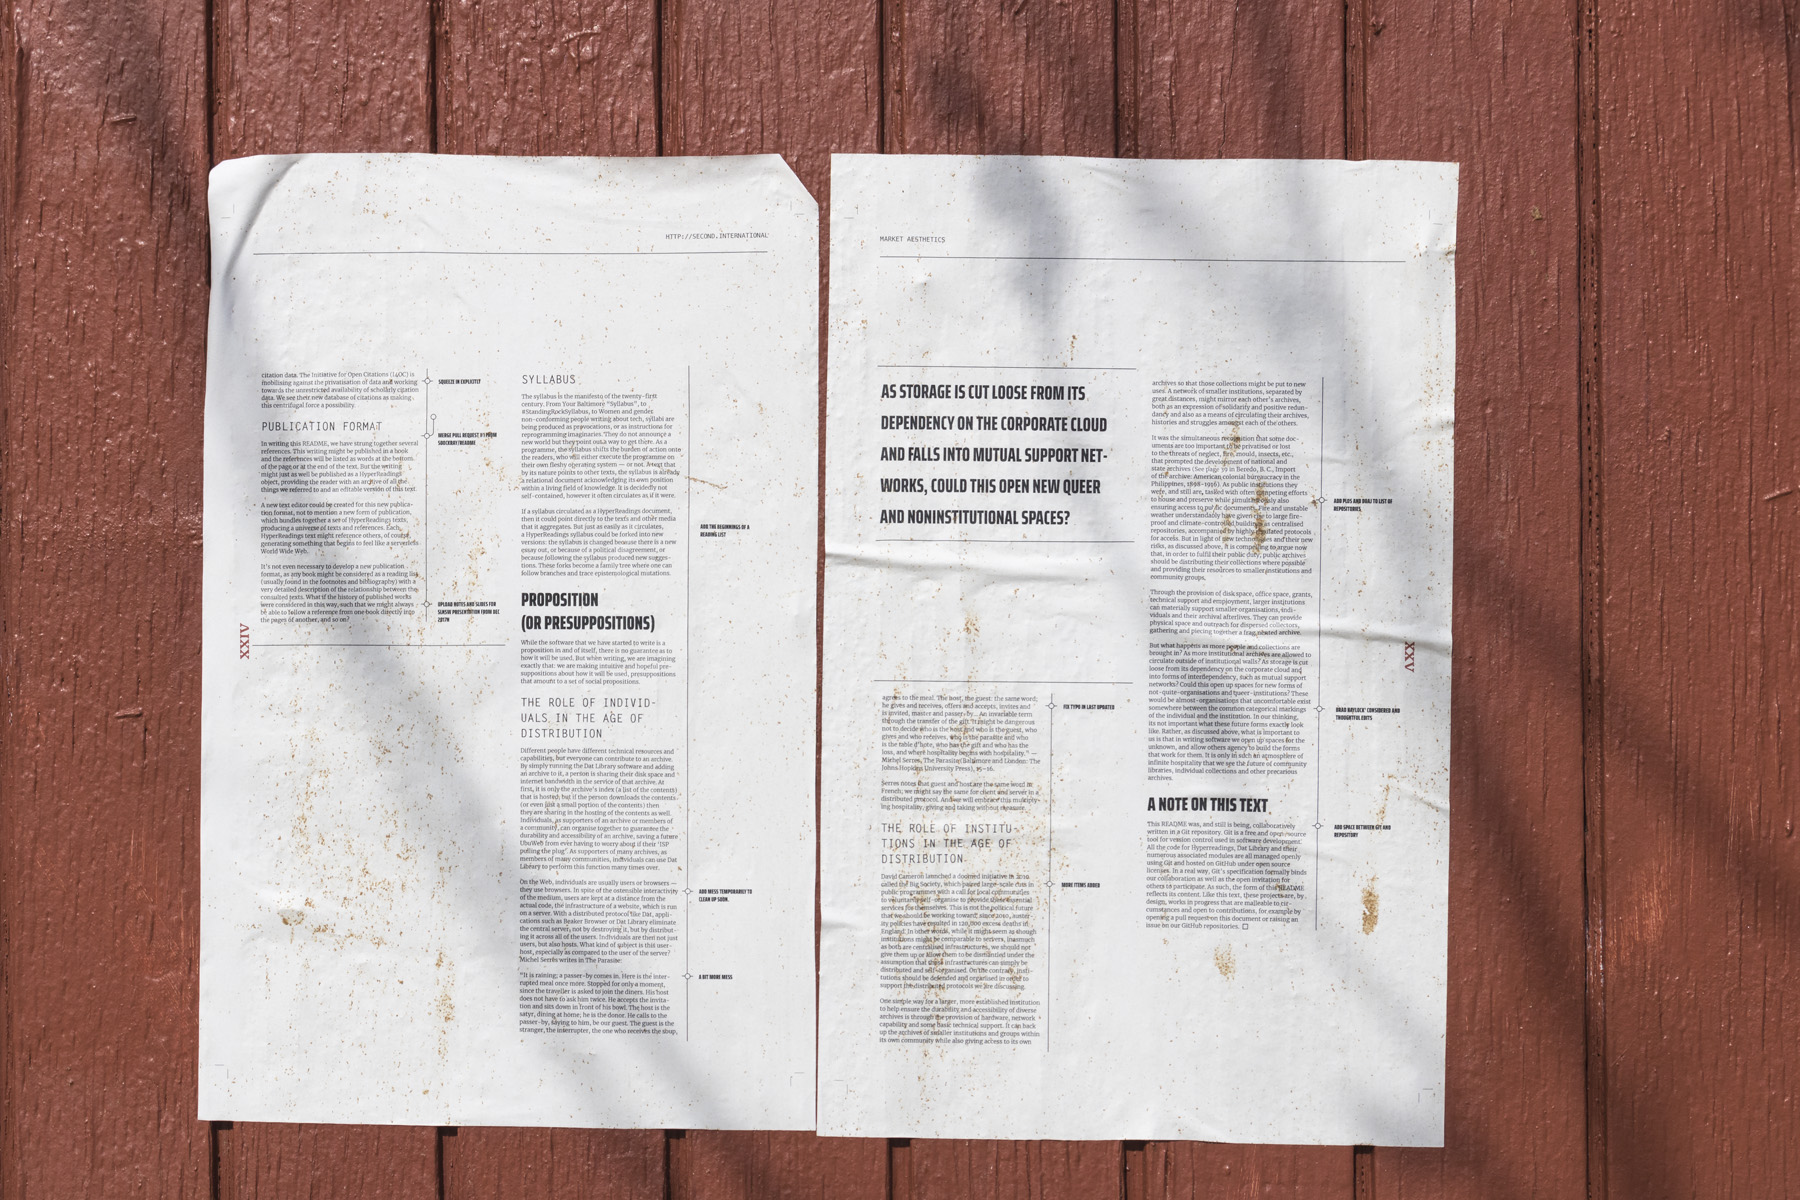 HTTP://SECOND.INTERNATIONAL
citation data. The Initiative for Open Citations (I4OC) is
mobilising against the privatisation of data and working
towards the unrestricted availability of scholarly citation
data. We see their new database of citations as making
this centrifugal force a possibility.
SQUEEZE IN EXPLICITLY
PUBLICATION FORMAT
MERGE PULL REQUEST #1 FROM
SOUCHRAY/README
In writing this README, we have strung together several
references. This writing might be published in a book
and the references will be listed as words at the bottom
of the page or at the end of the text. But the writing
might just as well be published as a HyperReadings
object, providing the reader with an archive of all the
things we referred to and an editable version of this text.
A new text editor could be created for this new publica-
tion format, not to mention a new form of publication,
which bundles together a set of HyperReadings texts,
producing a universe of texts and references. Each
HyperReadings text might reference others, of course,
generating something that begins to feel like a serverless
World Wide Web.
It's not even necessary to develop a new publication
format, as any book might be considered as a reading list
(usually found in the footnotes and bibliography) with a
very detailed description of the relationship between the
consulted texts. What if the history of published works
were considered in this way, such that we might always
be able to follow a reference from one book directly into
the pages of another, and so on?
UPLOAD NOTES AND SLIDES FOR
PRESENTATION FROM DEC
XXIV
SYLLABUS
The syllabus is the manifesto of the twenty-first
century. From Your Baltimore "Syllabus", to
#StandingRockSyllabus, to Women and gender
non-conforming people writing about tech, syllabi are
being produced as provocations, or as instructions for
reprogramming imaginaries. They do not announce a
new world but they point out a way to get there. As a
programme, the syllabus shifts the burden of action onto
the readers, who will either execute the programme on
their own fleshy operating system — or not. A text that
by its nature points to other texts, the syllabus is already
a relational document acknowledging its own position
within a living field of knowledge. It is decidedly not
self-contained, however it often circulates as if it were.
If a syllabus circulated as a HyperReadings document,
then it could point directly to the texts and other media
that it aggregates. But just as easily as it circulates,
a HyperReadings syllabus could be forked into new
versions: the syllabus is changed because there is a new
essay out, or because of a political disagreement, or
because following the syllabus produced new sugges-
tions. These forks become a family tree where one can
follow branches and trace epistemological mutations.
ADD THE BEGINNINGS OF A
READING LIST
PROPOSITION
(OR PRESUPPOSITIONS)
While the software that we have started to write is a
proposition in and of itself, there is no guarantee as to
how it will be used. But when writing, we are imagining
exactly that: we are making intuitive and hopeful pre-
suppositions about how it will be used, presuppositions
that amount to a set of social propositions.
THE ROLE OF INDIVID-
UALS IN THE AGE OF
DISTRIBUTION
Different people have different technical resources and
capabilities, but everyone can contribute to an archive.
By simply running the Dat Library software and adding
an archive to it, a person is sharing their disk space and
internet bandwidth in the service of that archive. At
first, it is only the archive's index (a list of the contents)
that is hosted, but if the person downloads the contents
(or even just a small portion of the contents) then
they are sharing in the hosting of the contents as well.
Individuals, as supporters of an archive or members of
a community, can organise together to guarantee the
durability and accessibility of an archive, saving a future
UbuWeb from ever having to worry about if their 'ISP
pulling the plug'. As supporters of many archives, as
members of many communities, individuals can use Dat
Library to perform this function many times over.
On the Web, individuals are usually users or browsers —
they use browsers. In spite of the ostensible interactivity
of the medium, users are kept at a distance from the
actual code, the infrastructure of a website, which is run
on a server. With a distributed protocol like Dat, appli-
cations such as Beaker Browser or Dat Library eliminate
the central server, not by destroying it, but by distribut-
ing it across all of the users. Individuals are then not just
users, but also hosts. What kind of subject is this user-
host, especially as compared to the user of the server?
Michel Serres writes in The Parasite:
ADD MESS TEMPORARILY TO
CLEAN UP SOON.
"It is raining; a passer-by comes in. Here is the inter-
rupted meal once more. Stopped for only a moment,
since the traveller is asked to join the diners. His host
does not have to ask him twice. He accepts the invita-
tion and sits down in front of his bowl. The host is the
satyr, dining at home; he is the donor. He calls to the
passer-by, saying to him, be our guest. The guest is the
stranger, the interrupter, the one who receives the soup,
A BIT MORE MESS
MARKET AESTHETICS
AS STORAGE IS CUT LOOSE FROM ITS
DEPENDENCY ON THE CORPORATE CLOUD
AND FALLS INTO MUTUAL SUPPORT NET-
WORKS, COULD THIS OPEN NEW QUEER
AND NONINSTITUTIONAL SPACES?
agrees to the meal. The host, the guest: the same word;
he gives and receives, offers and accepts, invites and
is invited, master and passer-by... An invariable term
through the transfer of the gift. It might be dangerous
not to decide who is the host and who is the guest, who
gives and who receives, who is the parasite and who
is the table d'hote, who has the gift and who has the
loss, and where hospitality begins with hospitality." —
Michel Serres, The Parasite (Baltimore and London: The
Johns Hopkins University Press), 15–16.
FIX TYPO IN LAST UPDATED
Serres notes that guest and host are the same word in
French; we might say the same for client and server in a
distributed protocol. And we will embrace this multiply-
ing hospitality, giving and taking without measure.
THE ROLE OF INSTITU-
TIONS IN THE AGE OF
DISTRIBUTION
David Cameron launched a doomed initiative in 2010
called the Big Society, which paired large-scale cuts in
public programmes with a call for local communities
to voluntarily self-organise to provide these essential
services for themselves. This is not the political future
that we should be working toward: since 2010, auster-
ity policies have resulted in 120,000 excess deaths in
England. In other words, while it might seem as though
institutions might be comparable to servers, inasmuch
as both are centralised infrastructures, we should not
give them up or allow them to be dismantled under the
assumption that those infrastructures can simply be
distributed and self-organised. On the contrary, insti-
tutions should be defended and organised in order to
support the distributed protocols we are discussing.
MORE ITEMS ADDED
One simple way for a larger, more established institution
to help ensure the durability and accessibility of diverse
archives is through the provision of hardware, network
capability and some basic technical support. It can back
up the archives of smaller institutions and groups within
its own community while also giving access to its own
archives so that those collections might be put to new
uses. A network of smaller institutions, separated by
great distances, might mirror each other's archives,
both as an expression of solidarity and positive redun-
dancy and also as a means of circulating their archives,
histories and struggles amongst each of the others.
It was the simultaneous recognition that some doc-
uments are too important to be privatised or lost
to the threats of neglect, fire, mould, insects, etc.,
that prompted the development of national and
state archives (See page 39 in Beredo, B. C., Import
of the archive: American colonial bureaucracy in the
Philippines, 1898-1916). As public institutions they
were, and still are, tasked with often competing efforts
to house and preserve while simultaneously also
ensuring access to public documents. Fire and unstable
weather understandably have given rise to large fire-
proof and climate-controlled buildings as centralised
repositories, accompanied by highly regulated protocols
for access. But in light of new technologies and their new
risks, as discussed above, it is compelling to argue now
that, in order to fulfil their public duty, public archives
should be distributing their collections where possible
and providing their resources to smaller institutions and
community groups.
ADD PLUS AND DRAJ TO LIST OF
REPOSITORIES.
Through the provision of disk space, office space, grants,
technical support and employment, larger institutions
can materially support smaller organisations, indi-
viduals and their archival afterlives. They can provide
physical space and outreach for dispersed collectors,
gathering and piecing together a fragmented archive.
But what happens as more people and collections are
brought in? As more institutional archives are allowed to
circulate outside of institutional walls? As storage is cut
loose from its dependency on the corporate cloud and
into forms of interdependency, such as mutual support
networks? Could this open up spaces for new forms of
not-quite-organisations and queer-institutions? These
would be almost-organisations that uncomfortable exist
somewhere between the common categorical markings
of the individual and the institution. In our thinking,
its not important what these future forms exactly look
like. Rather, as discussed above, what is important to
us is that in writing software we open up spaces for the
unknown, and allow others agency to build the forms
that work for them. It is only in such an atmosphere of
infinite hospitality that we see the future of community
libraries, individual collections and other precarious
archives.
BRAD HAYLOCK' CONSIDERED AND
THOUGHTFUL EDITS
XXV
A NOTE ON THIS TEXT
This README was, and still is being, collaboratively
written in a Git repository. Git is a free and open-source
tool for version control used in software development.
All the code for Hyperreadings, Dat Library and their
numerous associated modules are all managed openly
using Git and hosted on GitHub under open source
licenses. In a real way, Git's specification formally binds
our collaboration as well as the open invitation for
others to participate. As such, the form of this README
reflects its content. Like this text, these projects are, by
design, works in progress that are malleable to cir-
cumstances and open to contributions, for example by
opening a pull request on this document or raising an
issue on our GitHub repositories. □
ADD SPACE BETWEEN GIT AND
REPOSITORY